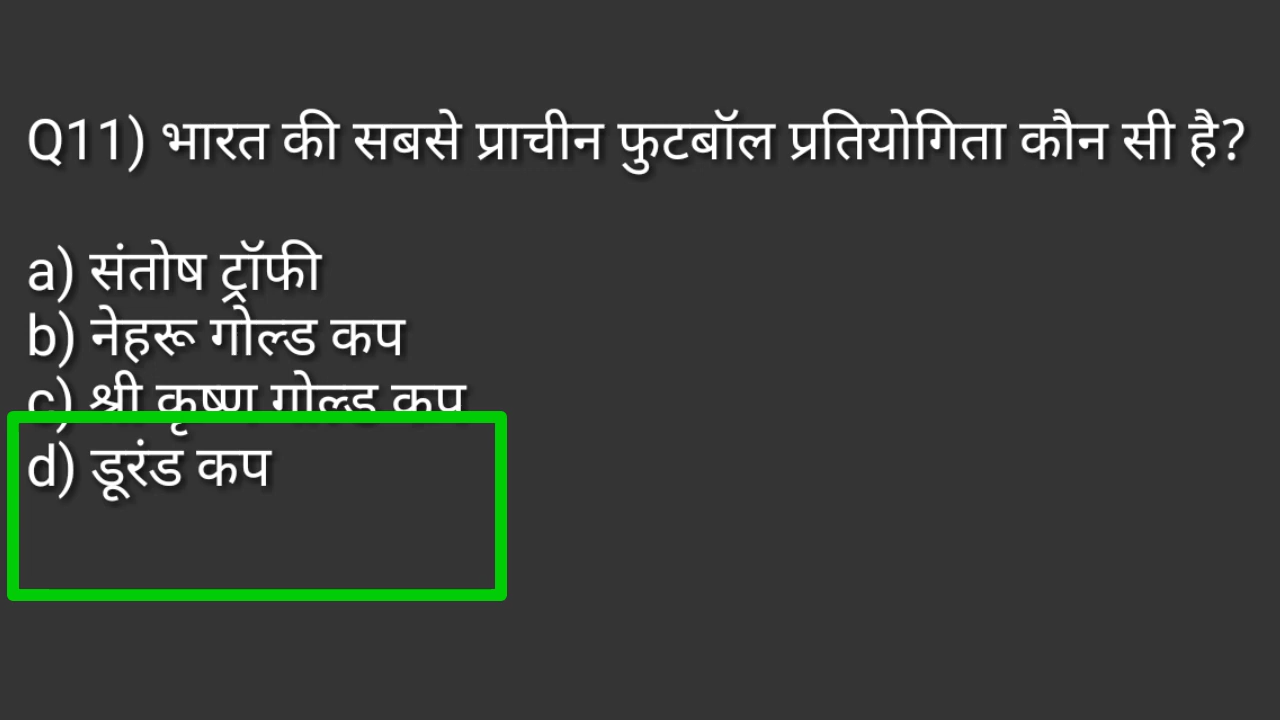 Q11) भारत की सबसे प्राचीन फुटबॉल प्रतियोगिता कौन सी है?
a) संतोष ट्रॉफी
b) नेहरू गोल्ड कप
c) श्री कृष्ण गोल्ड कप
d) डूरंड कप